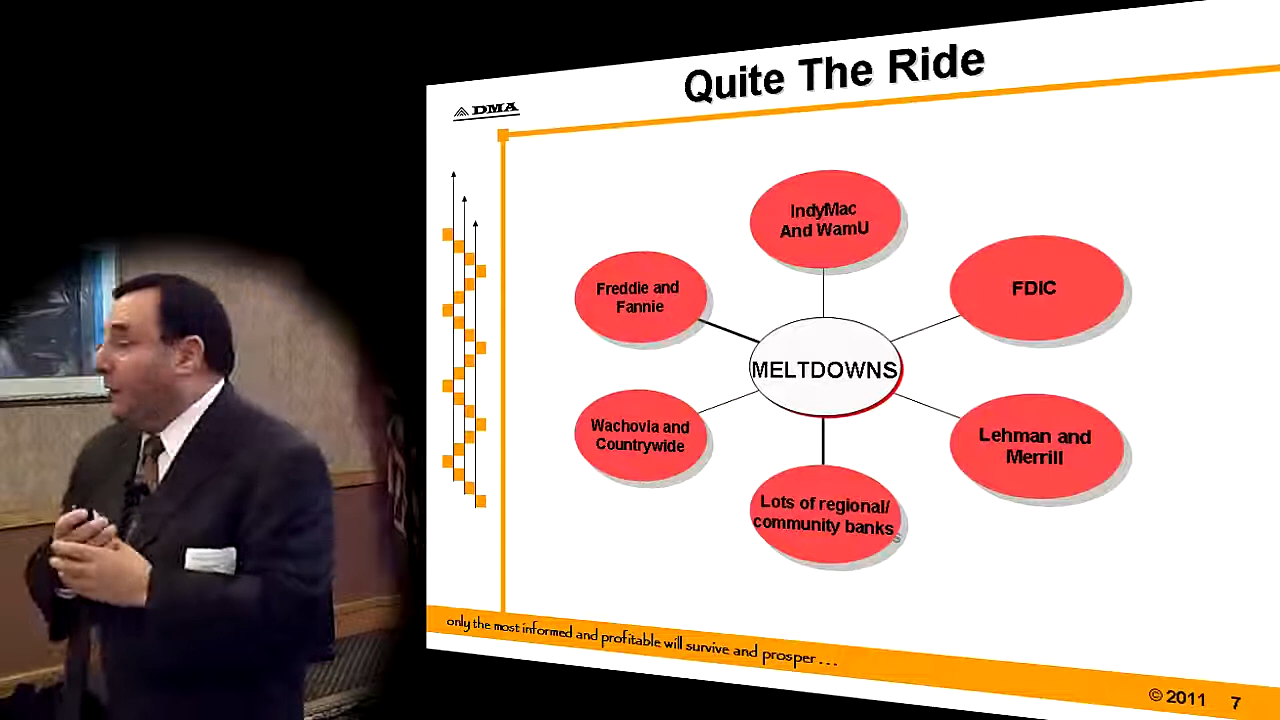 Quite The Ride
DMA
IndyMac
And WamU
Freddie and
Fannie
FDIC
MELTDOWNS
Wachovia and
Countrywide
Lehman and
Merrill
Lots of regional/
community banks
only the most informed and profitable will survive and prosper . . .
© 2011 7